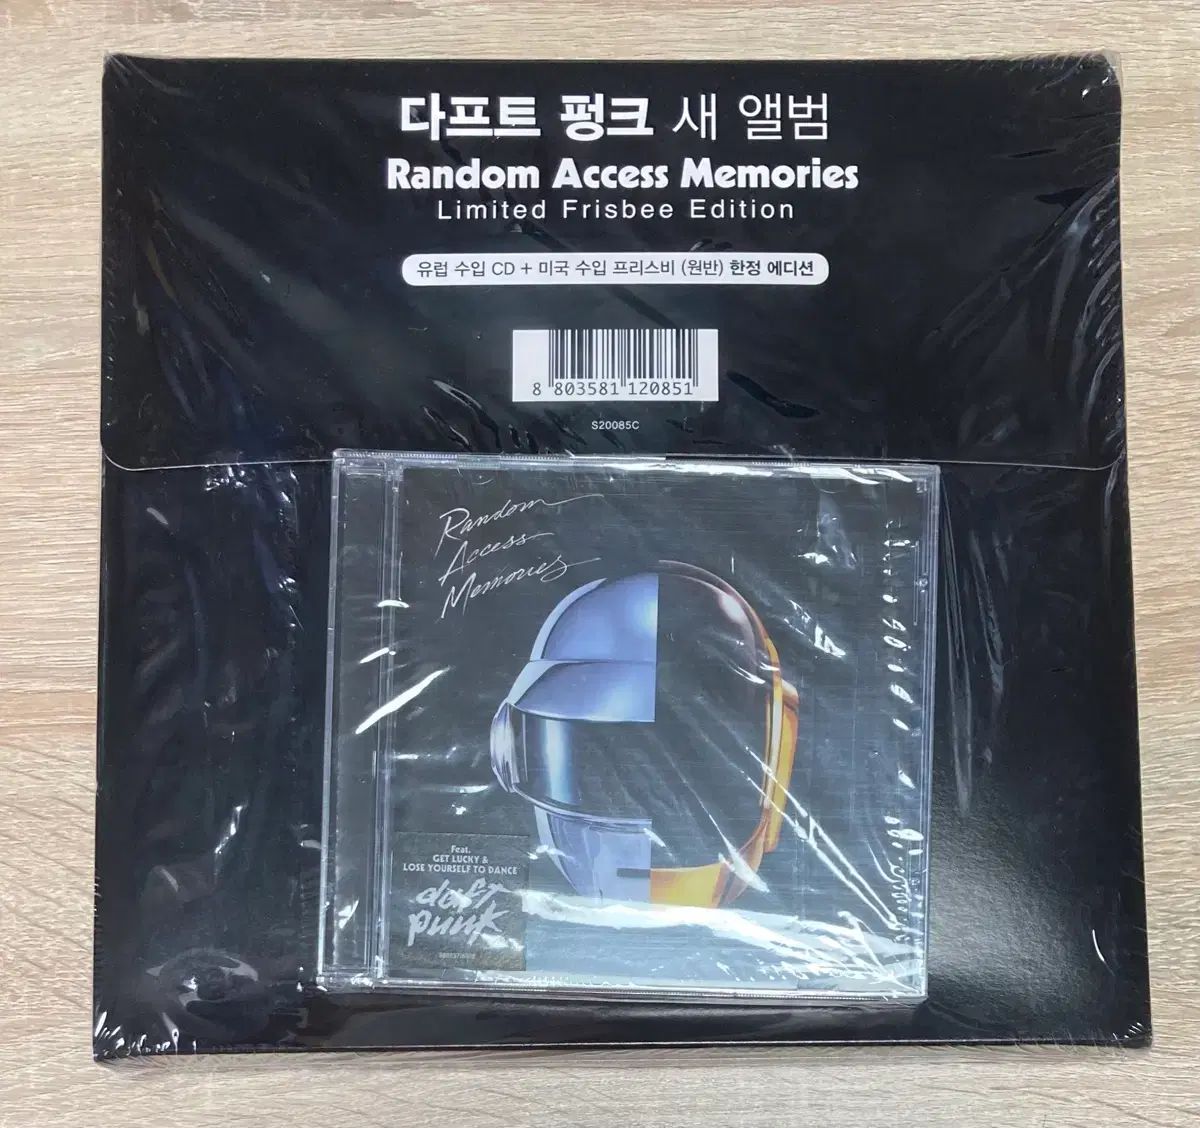 다프트 펑크 새 앨범
Random Access Memories
Limited Frisbee Edition
유럽 수입 CD + 미국 수입 프리스비 (원반) 한정 에디션
8 803581 120851
S20085C
Random
Access
Memories
Feat.
GET LUCKY &
LOSE YOURSELF TO DANCE
daft
punk